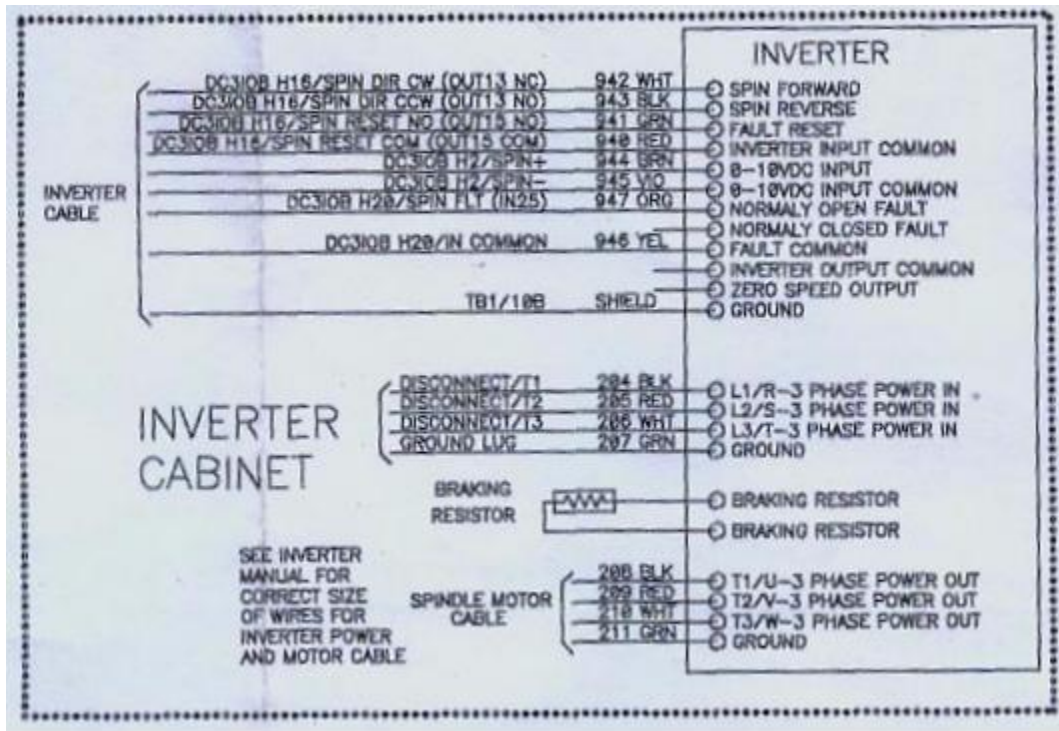 INVERTER
DC3IOB H16/SPIN DIR CW (OUT13 NC) 942 WHT SPIN FORWARD
DC3IOB H16/SPIN DIR CCW (OUT13 NO) 943 BLK SPIN REVERSE
DC3IOB H16/SPIN RESET NO (OUT15 NO) 941 GRN FAULT RESET
DC3IOB H16/SPIN RESET COM (OUT15 COM) 940 RED INVERTER INPUT COMMON
DC3IOB H2/SPIN+ 944 BRN 0-10VDC INPUT
DC3IOB H2/SPIN- 945 VIO 0-10VDC INPUT COMMON
DC3IOB H20/SPIN FLT (IN25) 947 ORG NORMALY OPEN FAULT
NORMALY CLOSED FAULT
DC3IOB H20/IN COMMON 946 YEL FAULT COMMON
INVERTER OUTPUT COMMON
ZERO SPEED OUTPUT
TB1/10B SHIELD GROUND
INVERTER
CABLE
DISCONNECT/T1 204 BLK L1/R-3 PHASE POWER IN
DISCONNECT/T2 205 RED L2/S-3 PHASE POWER IN
DISCONNECT/T3 206 WHT L3/T-3 PHASE POWER IN
GROUND LUG 207 GRN GROUND
INVERTER
CABINET
BRAKING
RESISTOR
BRAKING RESISTOR
BRAKING RESISTOR
SEE INVERTER
MANUAL FOR
CORRECT SIZE
OF WIRES FOR
INVERTER POWER
AND MOTOR CABLE
SPINDLE MOTOR
CABLE
208 BLK T1/U-3 PHASE POWER OUT
209 RED T2/V-3 PHASE POWER OUT
210 WHT T3/W-3 PHASE POWER OUT
211 GRN GROUND